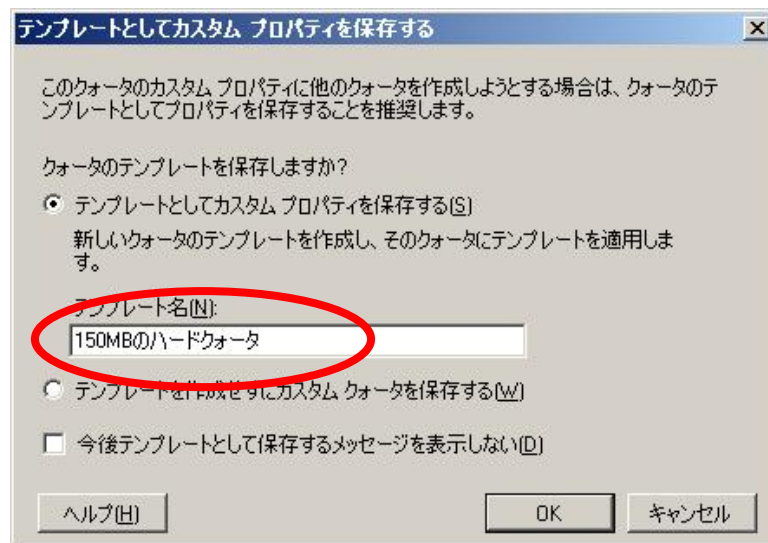 テンプレートとしてカスタム プロパティを保存する
このクォータのカスタム プロパティに他のクォータを作成しようとする場合は、クォータのテ
ンプレートとしてプロパティを保存することを推奨します。
クォータのテンプレートを保存しますか?
テンプレートとしてカスタム プロパティを保存する(S)
新しいクォータのテンプレートを作成し、そのクォータにテンプレートを適用しま
す。
テンプレート名(N):
150MBのハードクォータ
テンプレートを作成せずにカスタム クォータを保存する(W)
今後テンプレートとして保存するメッセージを表示しない(D)
ヘルプ(H)
OK
キャンセル